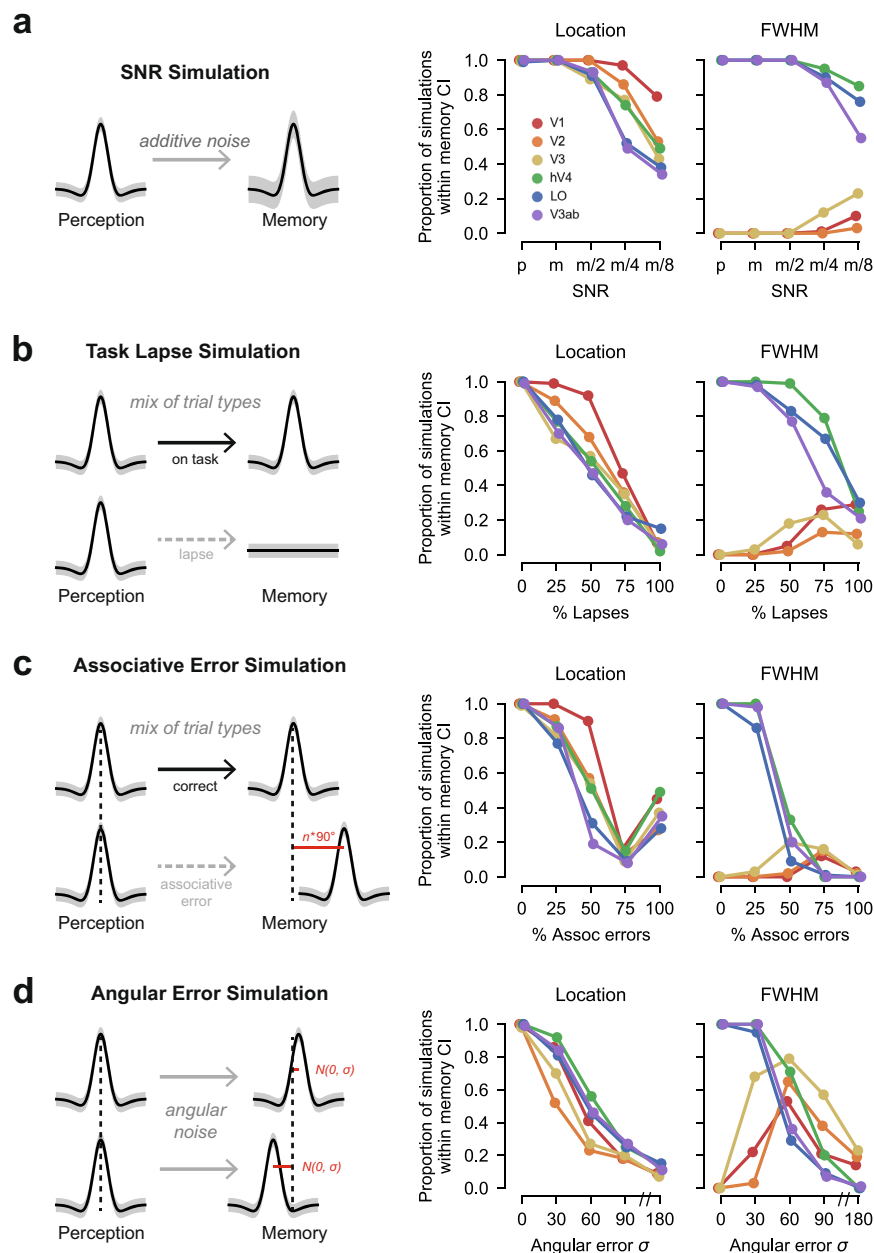 a
SNR Simulation
additive noise
Perception
Memory
Location
FWHM
Proportion of simulations
within memory CI
1.0
0.8
0.6
0.4
0.2
0.0
V1
V2
V3
hV4
LO
V3ab
p m m/2 m/4 m/8
SNR
p m m/2 m/4 m/8
SNR
b
Task Lapse Simulation
mix of trial types
on task
lapse
Perception
Memory
Location
FWHM
Proportion of simulations
within memory CI
1.0
0.8
0.6
0.4
0.2
0.0
0 25 50 75 100
% Lapses
0 25 50 75 100
% Lapses
c
Associative Error Simulation
mix of trial types
correct
n*90°
associative
error
Perception
Memory
Location
FWHM
Proportion of simulations
within memory CI
1.0
0.8
0.6
0.4
0.2
0.0
0 25 50 75 100
% Assoc errors
0 25 50 75 100
% Assoc errors
d
Angular Error Simulation
N(0, σ)
angular
noise
N(0, σ)
Perception
Memory
Location
FWHM
Proportion of simulations
within memory CI
1.0
0.8
0.6
0.4
0.2
0.0
0 30 60 90 // 180
Angular error σ
0 30 60 90 // 180
Angular error σ